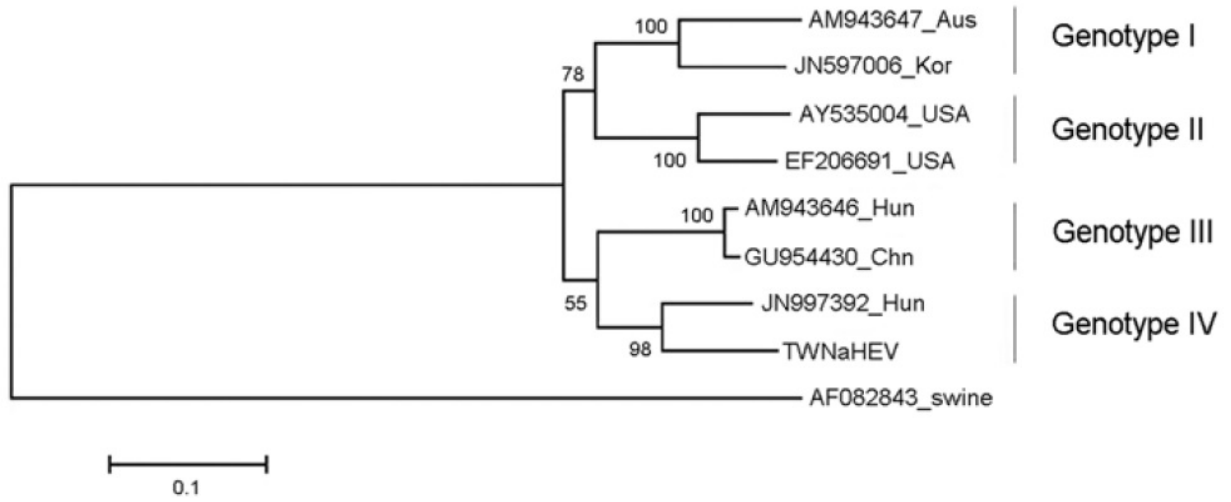 AM943647_Aus
100
Genotype I
JN597006_Kor
78
AY535004_USA
Genotype II
100
EF206691_USA
AM943646_Hun
100
Genotype III
GU954430_Chn
55
JN997392_Hun
Genotype IV
98
TWNaHEV
AF082843_swine
0.1